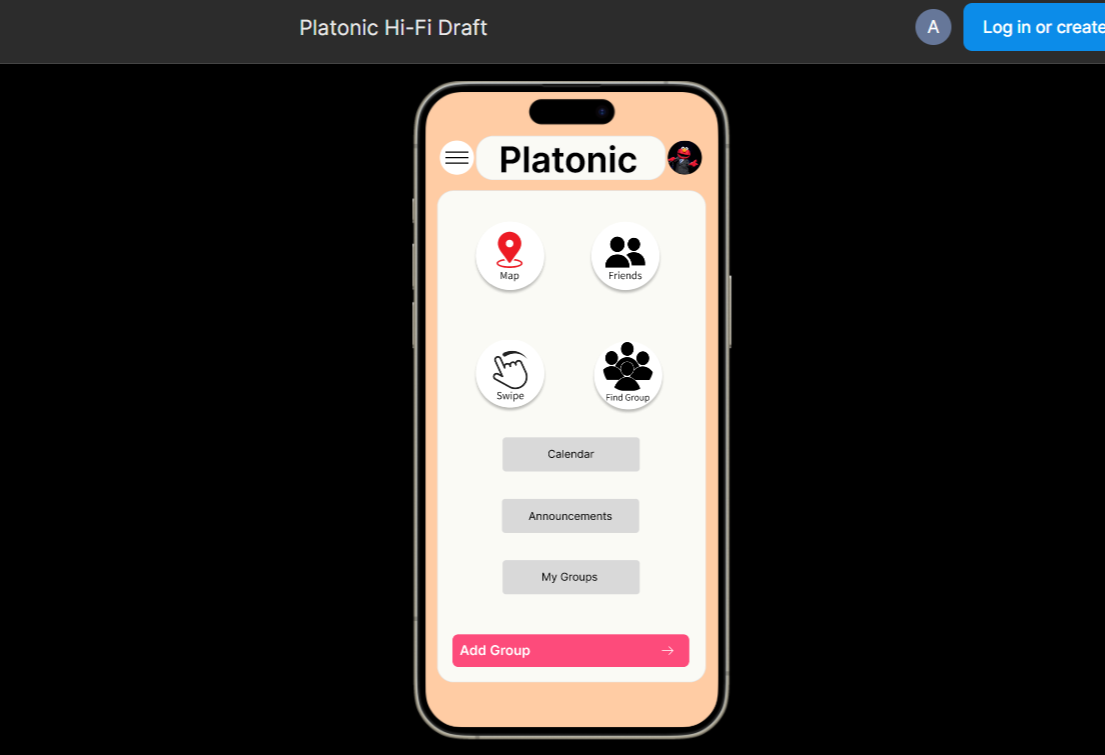 Platonic Hi-Fi Draft
A
Log in or create
Platonic
Map
Friends
Swipe
Find Group
Calendar
Announcements
My Groups
Add Group →